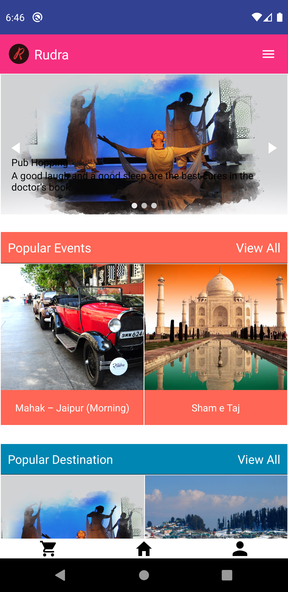 6:46
Rudra
Pub Hopping
A good laugh and a good sleep are the best cures in the
doctor's book
Popular Events
View All
Mahak – Jaipur (Morning)
Sham e Taj
Popular Destination
View All